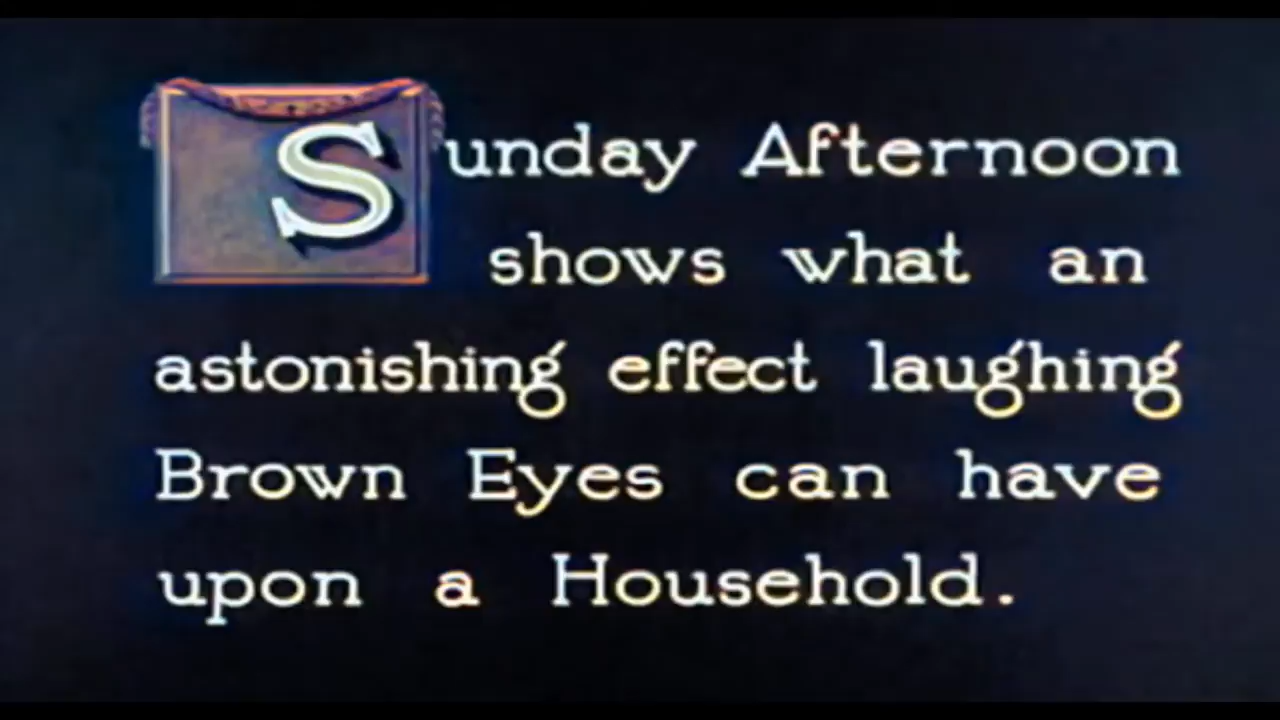 Sunday Afternoon
shows what an
astonishing effect laughing
Brown Eyes can have
upon a Household.